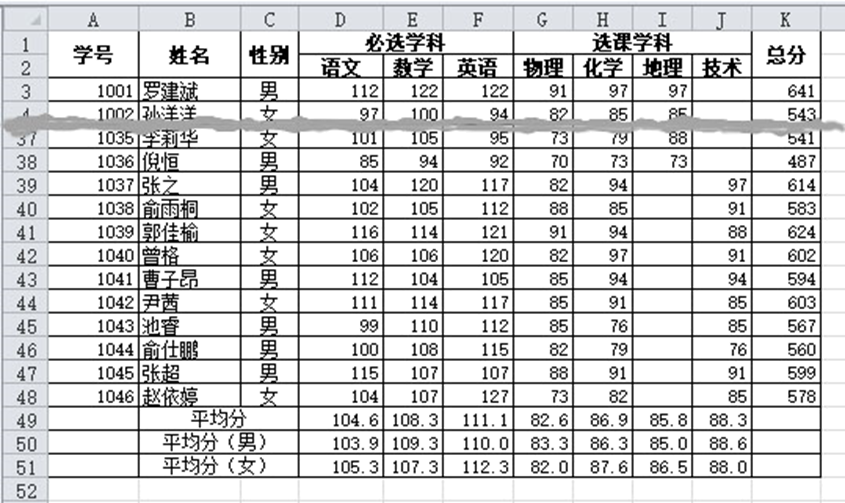 A B C D E F G H I J K
1 学号 姓名 性别 必选学科 选课学科 总分
2 语文 数学 英语 物理 化学 地理 技术
3 1001 罗建斌 男 112 122 122 91 97 97 641
4 1002 孙洋洋 女 97 100 94 82 85 85 543
37 1035 李莉华 女 101 105 95 73 79 88 541
38 1036 倪恒 男 85 94 92 70 73 73 487
39 1037 张之 男 104 120 117 82 94 97 614
40 1038 俞雨桐 女 102 105 112 88 85 91 583
41 1039 郭佳榆 女 116 114 121 91 94 88 624
42 1040 曾格 女 106 106 120 82 97 91 602
43 1041 曹子昂 男 112 104 105 85 94 94 594
44 1042 尹茜 女 111 114 117 85 91 85 603
45 1043 池睿 男 99 110 112 85 76 85 567
46 1044 俞仕鹏 男 100 108 115 82 79 76 560
47 1045 张超 男 115 107 107 88 91 91 599
48 1046 赵依婷 女 104 107 127 73 82 85 578
49 平均分 104.6 108.3 111.1 82.6 86.9 85.8 88.3
50 平均分（男） 103.9 109.3 110.0 83.3 86.3 85.0 88.6
51 平均分（女） 105.3 107.3 112.3 82.0 87.6 86.5 88.0
52